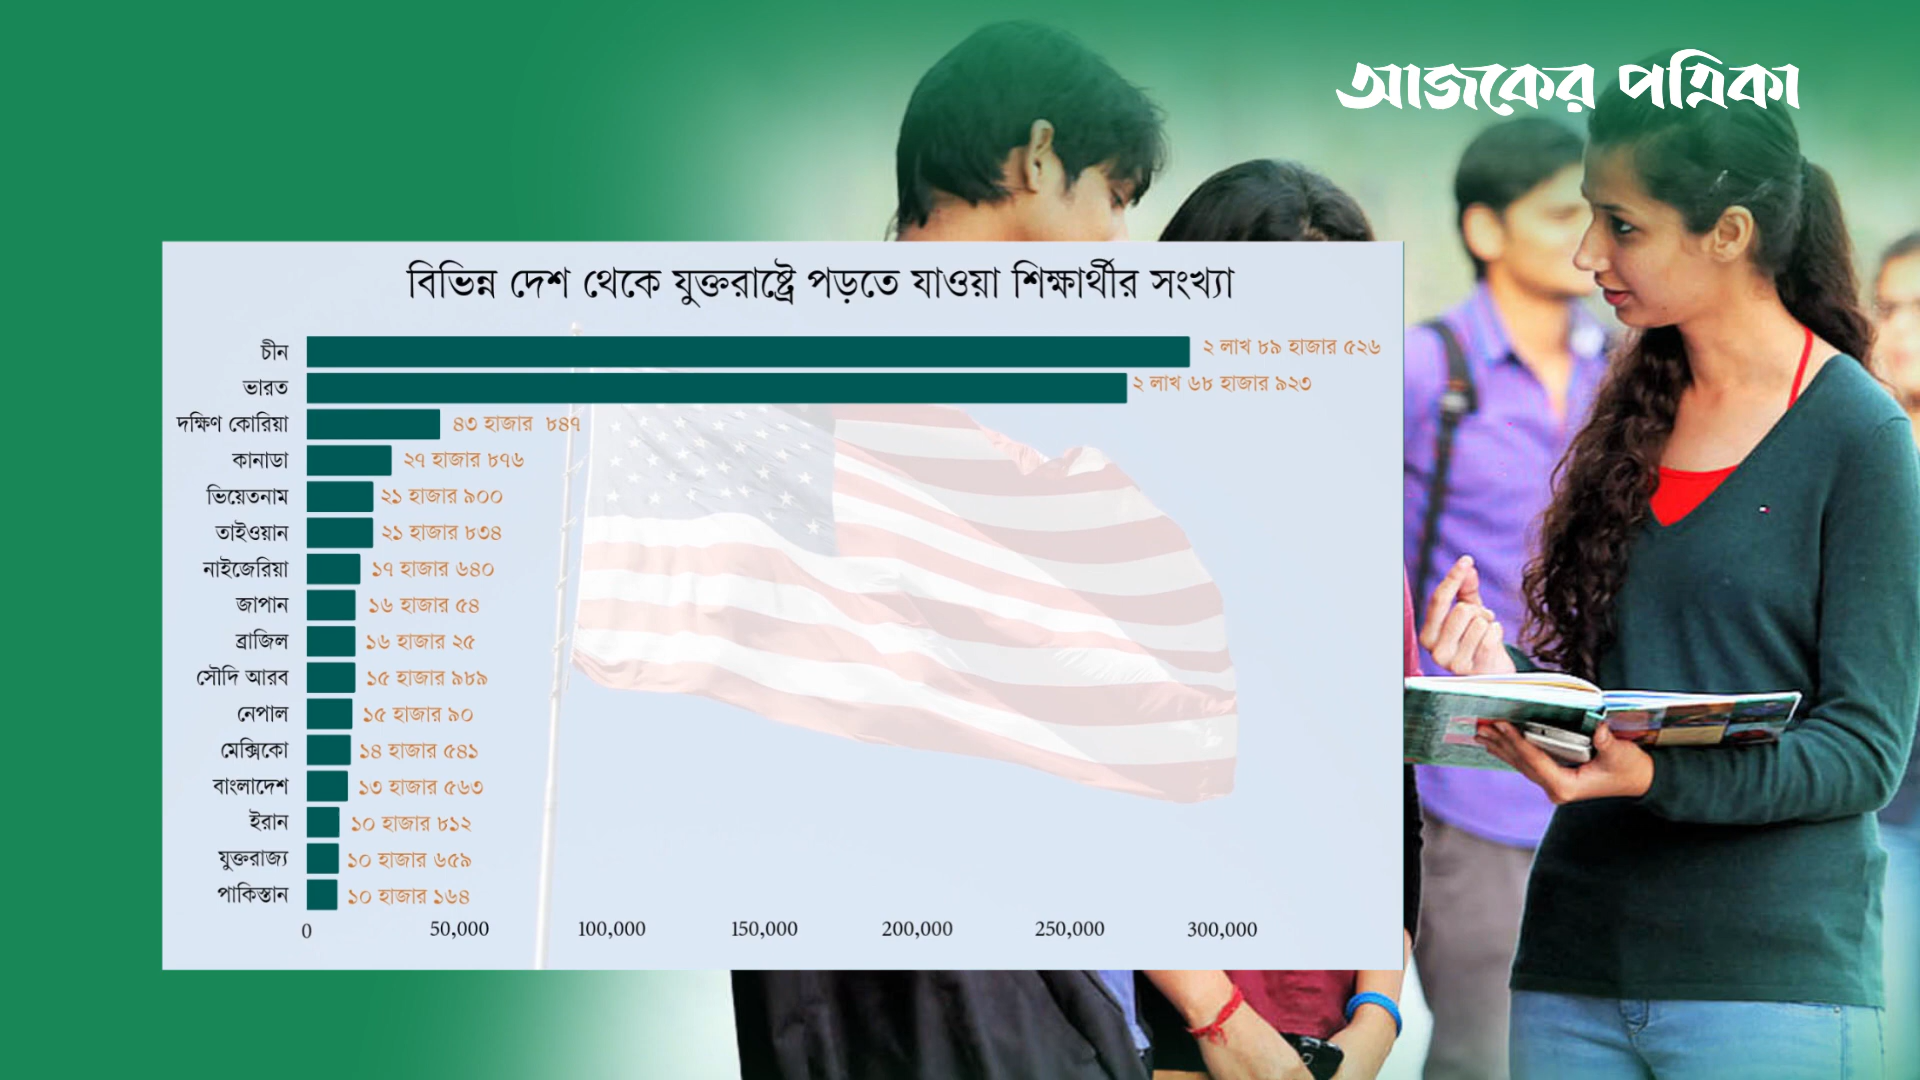 আজকের পত্রিকা
বিভিন্ন দেশ থেকে যুক্তরাষ্ট্রে পড়তে যাওয়া শিক্ষার্থীর সংখ্যা
চীন ২ লাখ ৮৯ হাজার ৫২৬
ভারত ২ লাখ ৬৮ হাজার ৯২৩
দক্ষিণ কোরিয়া ৪৩ হাজার ৮৪৭
কানাডা ২৭ হাজার ৮৭৬
ভিয়েতনাম ২১ হাজার ৯০০
তাইওয়ান ২১ হাজার ৮৩৪
নাইজেরিয়া ১৭ হাজার ৬৪০
জাপান ১৬ হাজার ৫৪
ব্রাজিল ১৬ হাজার ২৫
সৌদি আরব ১৫ হাজার ৯৮৯
নেপাল ১৫ হাজার ৯০
মেক্সিকো ১৪ হাজার ৫৪১
বাংলাদেশ ১৩ হাজার ৫৬৩
ইরান ১০ হাজার ৮১২
যুক্তরাজ্য ১০ হাজার ৬৫৯
পাকিস্তান ১০ হাজার ১৬৪
0 50,000 100,000 150,000 200,000 250,000 300,000